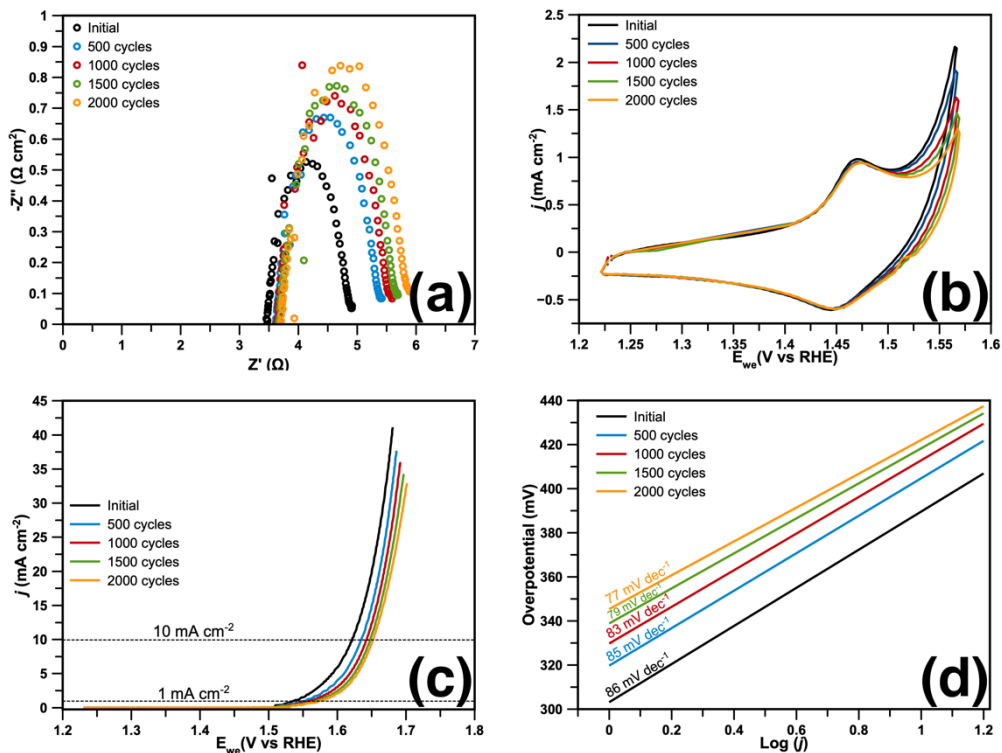 Initial
500 cycles
1000 cycles
1500 cycles
2000 cycles
-Z'' (Ω cm²)
1
0.9
0.8
0.7
0.6
0.5
0.4
0.3
0.2
0.1
0
0 1 2 3 4 5 6 7
Z' (Ω)
(a)
Initial
500 cycles
1000 cycles
1500 cycles
2000 cycles
j (mA cm⁻²)
2.5
2
1.5
1
0.5
0
−0.5
1.2 1.25 1.3 1.35 1.4 1.45 1.5 1.55 1.6
E_we(V vs RHE)
(b)
45
40
35
30
25
20
15
10
5
0
j (mA cm⁻²)
Initial
500 cycles
1000 cycles
1500 cycles
2000 cycles
10 mA cm⁻²
1 mA cm⁻²
1.2 1.3 1.4 1.5 1.6 1.7 1.8
E_we(V vs RHE)
(c)
440
420
400
380
360
340
320
300
Overpotential (mV)
Initial
500 cycles
1000 cycles
1500 cycles
2000 cycles
77 mV dec⁻¹
79 mV dec⁻¹
83 mV dec⁻¹
85 mV dec⁻¹
86 mV dec⁻¹
0 0.2 0.4 0.6 0.8 1 1.2
Log (j)
(d)